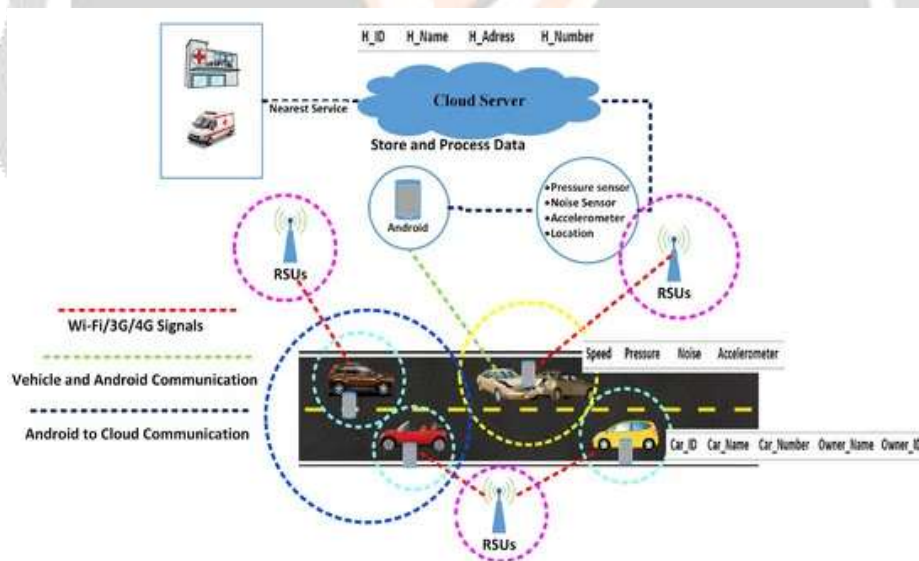 H_ID H_Name H_Adress H_Number
Cloud Server
Nearest Service
Store and Process Data
•Pressure sensor
•Noise Sensor
•Accelerometer
•Location
Android
RSUs
RSUs
Wi-Fi/3G/4G Signals
Speed Pressure Noise Accelerometer
Vehicle and Android Communication
Android to Cloud Communication
Car_ID Car_Name Car_Number Owner_Name Owner_ID
RSUs